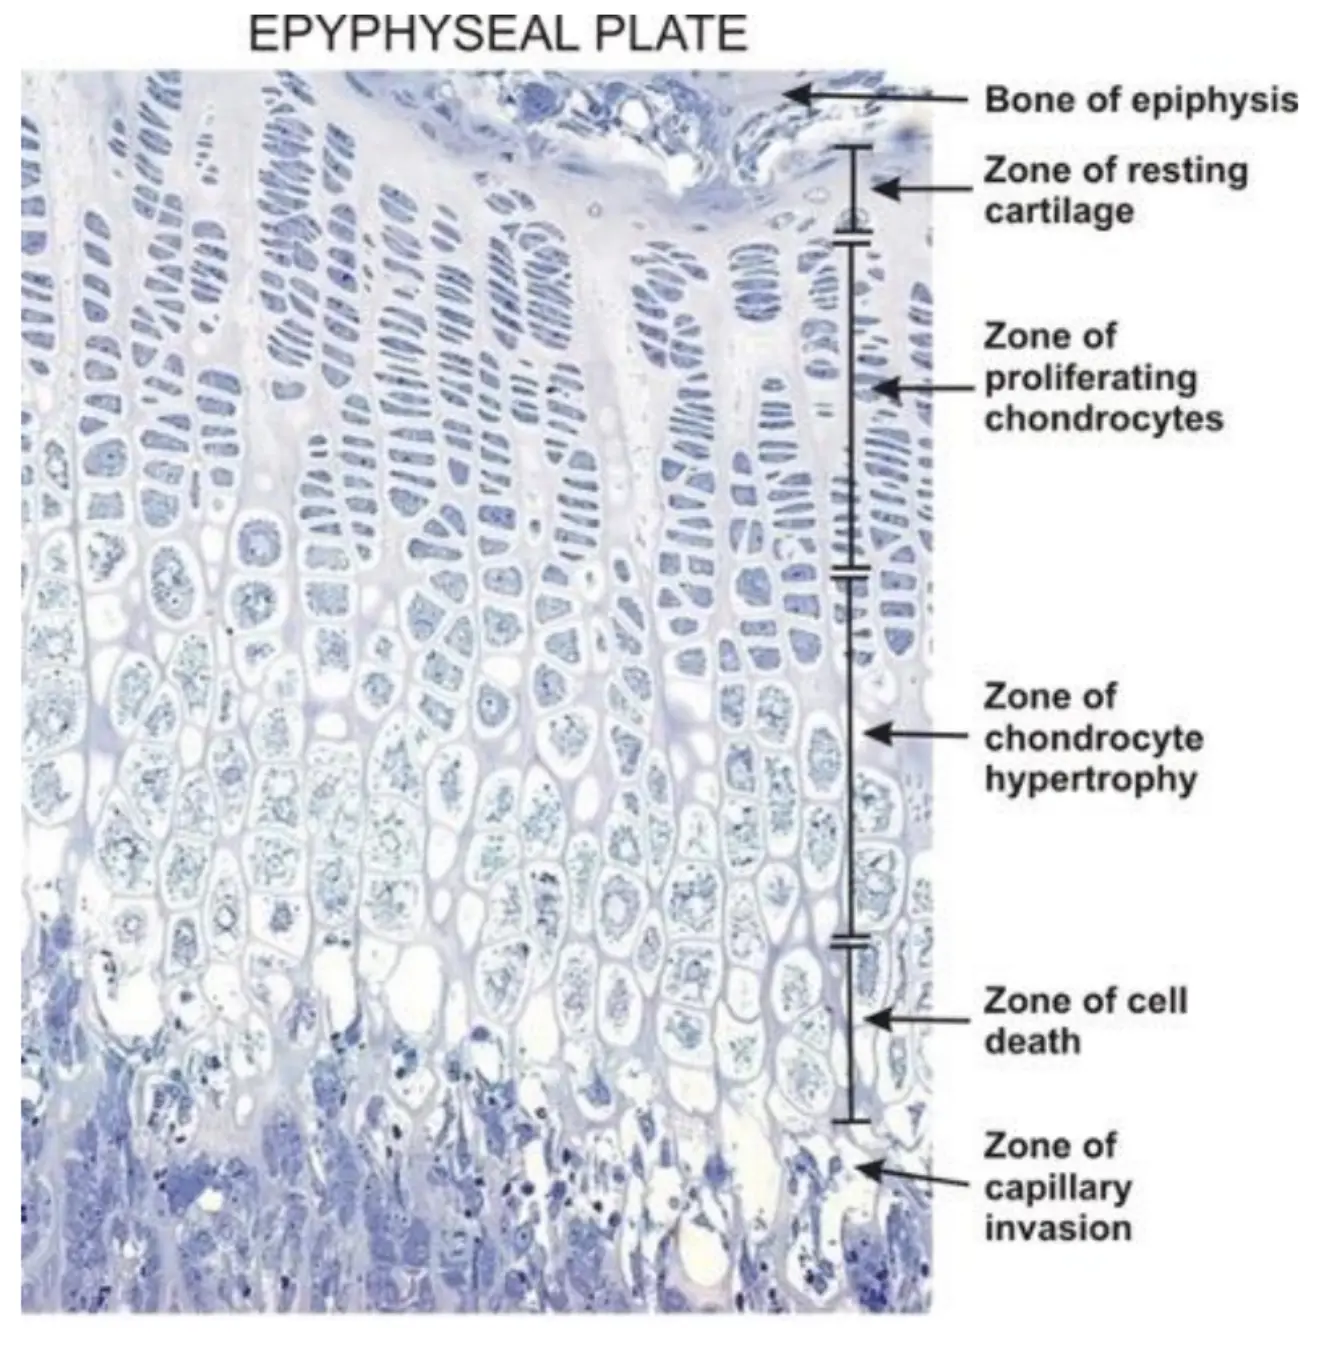 EPYPHYSEAL PLATE
Bone of epiphysis
Zone of resting
cartilage
Zone of
proliferating
chondrocytes
Zone of
chondrocyte
hypertrophy
Zone of cell
death
Zone of
capillary
invasion